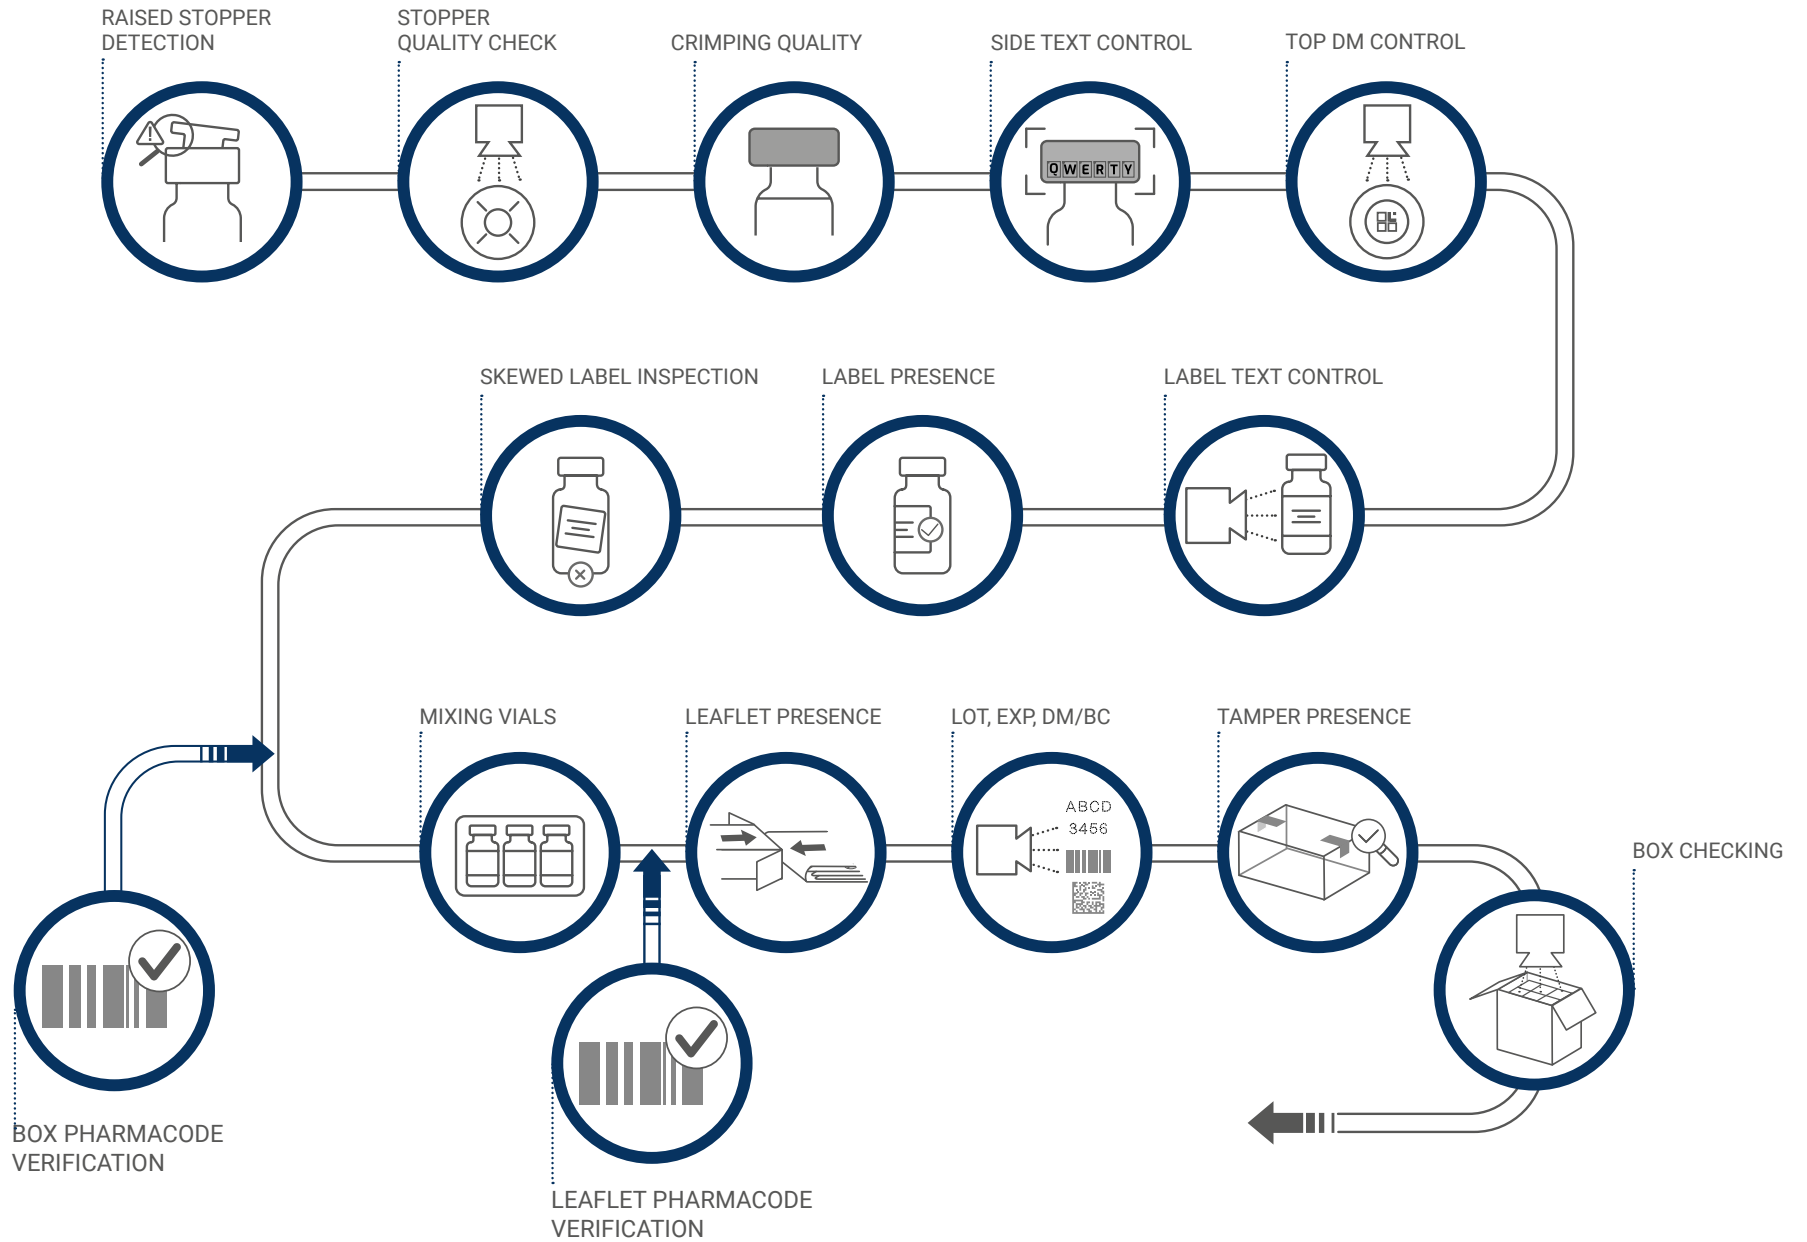 RAISED STOPPER
DETECTION
STOPPER
QUALITY CHECK
CRIMPING QUALITY
SIDE TEXT CONTROL
TOP DM CONTROL
QWERTY
SKEWED LABEL INSPECTION
LABEL PRESENCE
LABEL TEXT CONTROL
MIXING VIALS
LEAFLET PRESENCE
LOT, EXP, DM/BC
TAMPER PRESENCE
ABCD
3456
BOX CHECKING
BOX PHARMACODE
VERIFICATION
LEAFLET PHARMACODE
VERIFICATION